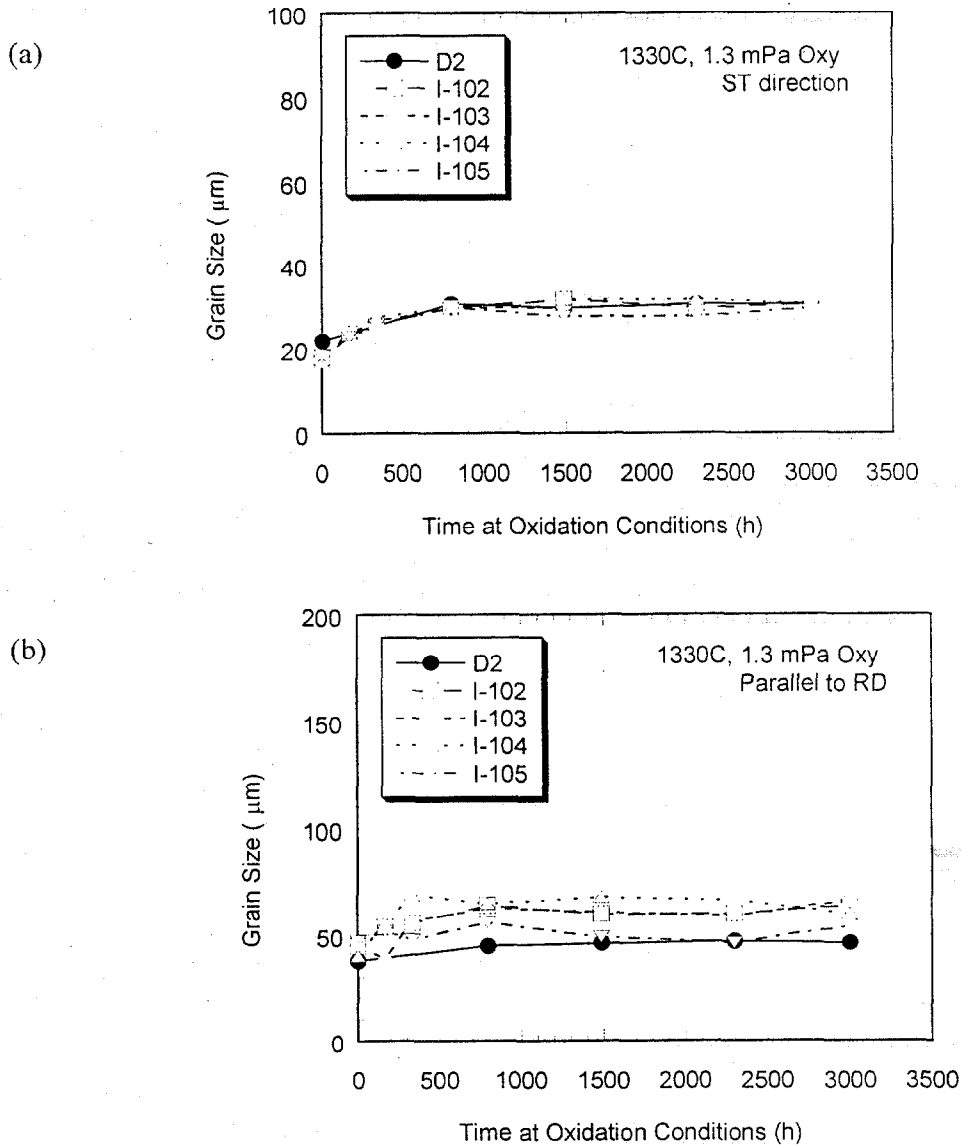 (a)
100
80
60
40
20
0
Grain Size ( μm)
D2
I-102
I-103
I-104
I-105
1330C, 1.3 mPa Oxy
ST direction
0 500 1000 1500 2000 2500 3000 3500
Time at Oxidation Conditions (h)
(b)
200
150
100
50
0
Grain Size ( μm)
D2
I-102
I-103
I-104
I-105
1330C, 1.3 mPa Oxy
Parallel to RD
0 500 1000 1500 2000 2500 3000 3500
Time at Oxidation Conditions (h)